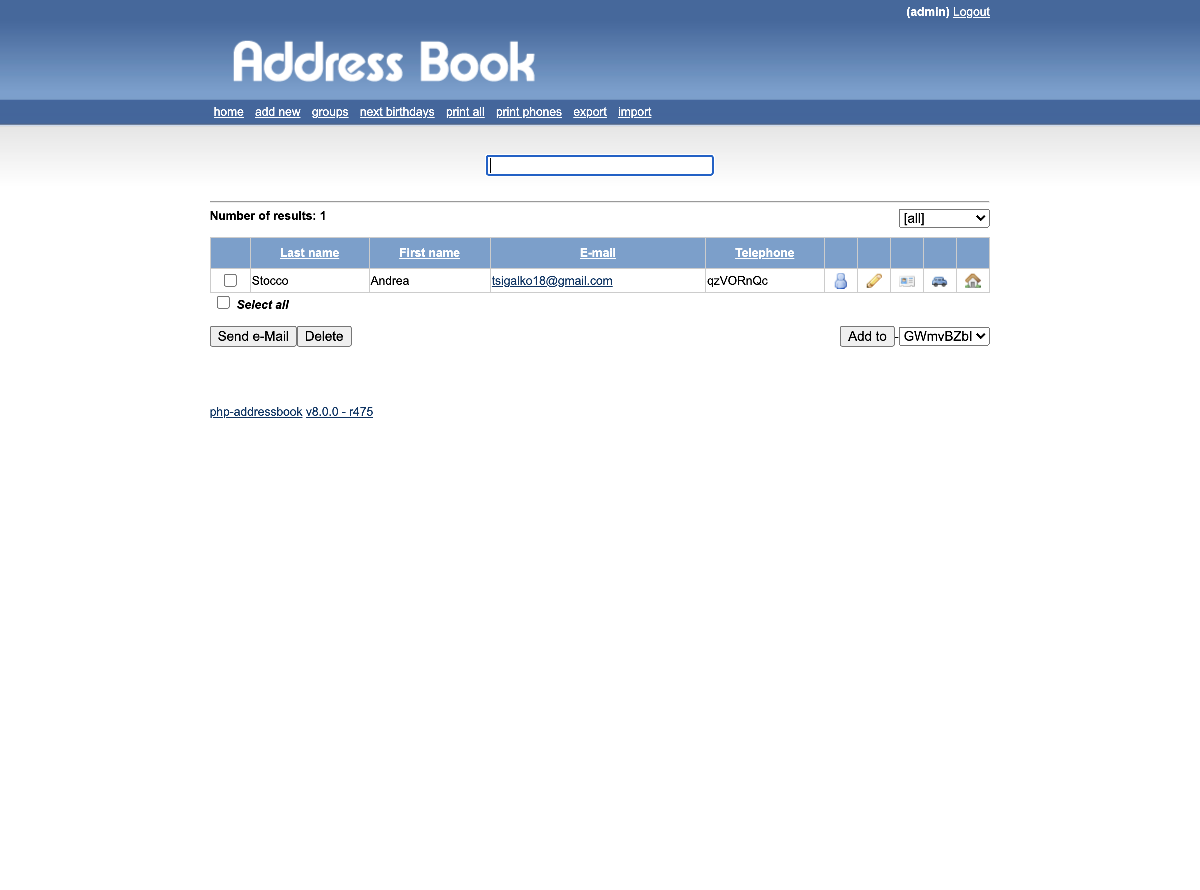 (admin) Logout
Address Book
home add new groups next birthdays print all print phones export import
Number of results: 1
[all]
Last name First name E-mail Telephone
Stocco Andrea tsigalko18@gmail.com qzVORnQc
Select all
Send e-Mail Delete Add to - GWmvBZbI
php-addressbook v8.0.0 - r475